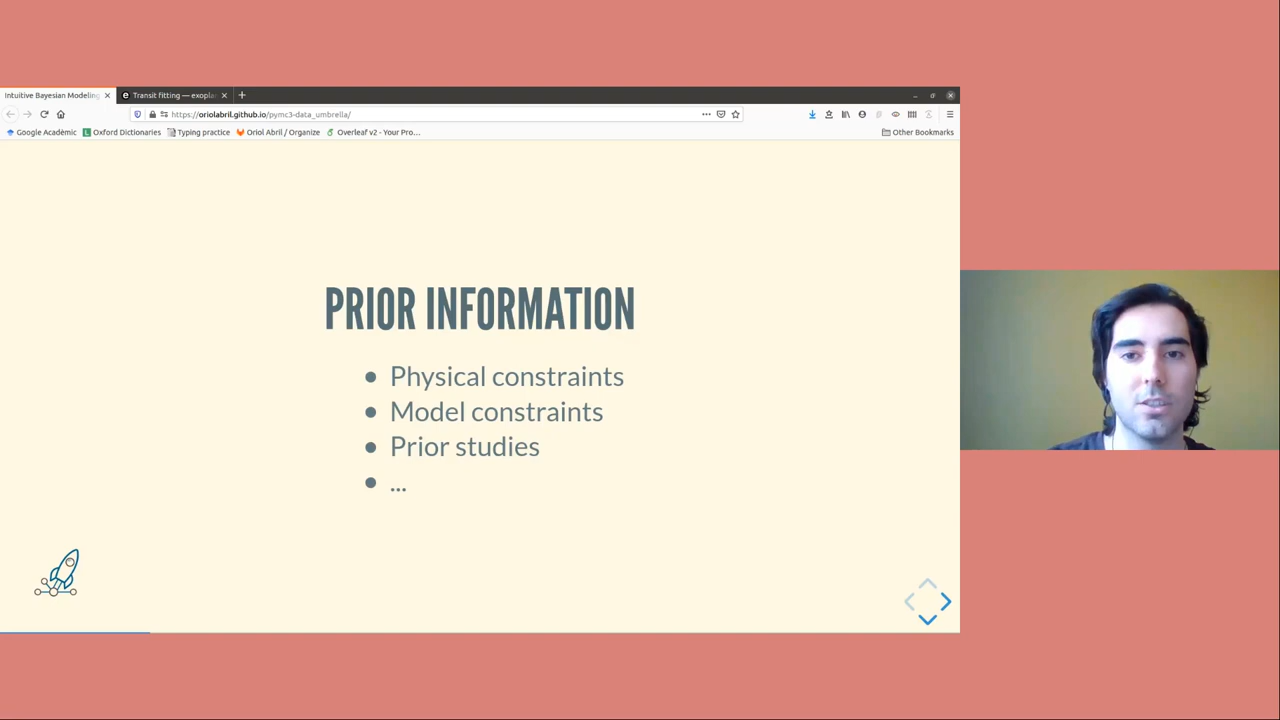 Intuitive Bayesian Modeling
Transit fitting — exopla
https://oriolabril.github.io/pymc3-data_umbrella/
Google Acadèmic
Oxford Dictionaries
Typing practice
Oriol Abril / Organize
Overleaf v2 - Your Pro...
Other Bookmarks
PRIOR INFORMATION
Physical constraints
Model constraints
Prior studies
...